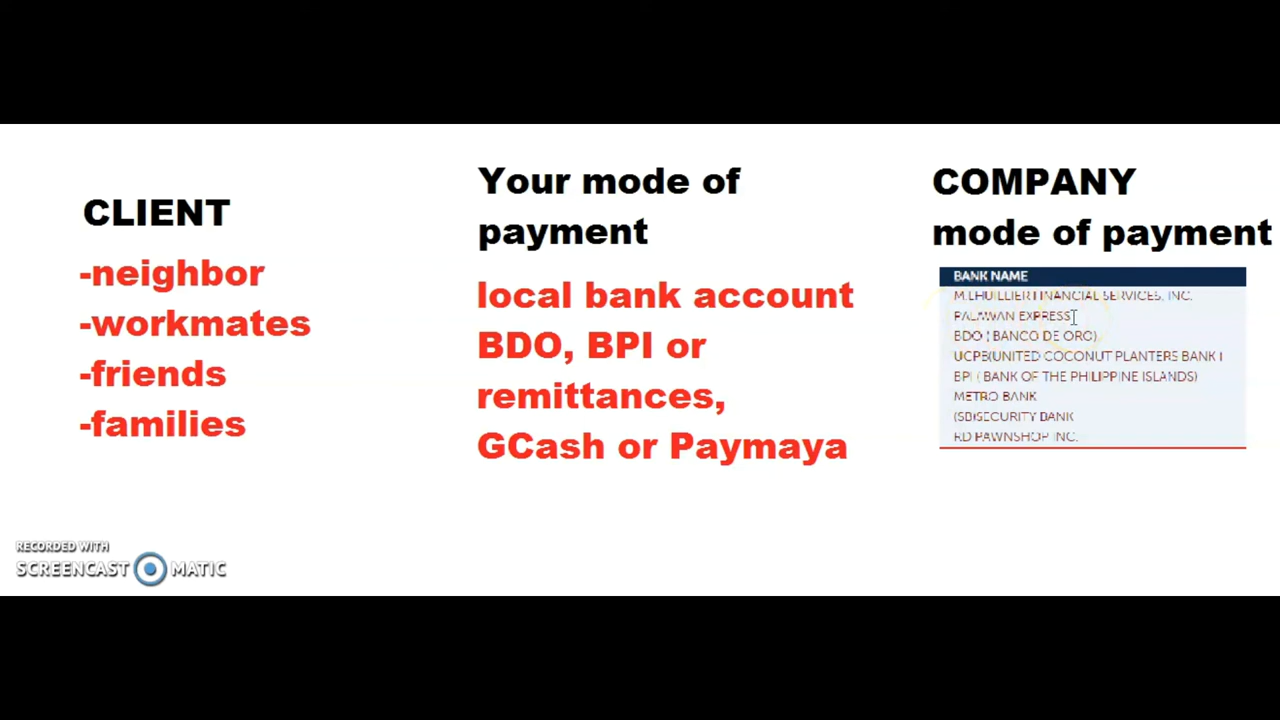 CLIENT
-neighbor
-workmates
-friends
-families
Your mode of
payment
local bank account
BDO, BPI or
remittances,
GCash or Paymaya
COMPANY
mode of payment
BANK NAME
M.LHUILLIER FINANCIAL SERVICES, INC.
PALAWAN EXPRESS
BDO ( BANCO DE ORO)
UCPB(UNITED COCONUT PLANTERS BANK )
BPI ( BANK OF THE PHILIPPINE ISLANDS)
METRO BANK
(SB)SECURITY BANK
RD PAWNSHOP INC.
RECORDED WITH
SCREENCAST MATIC